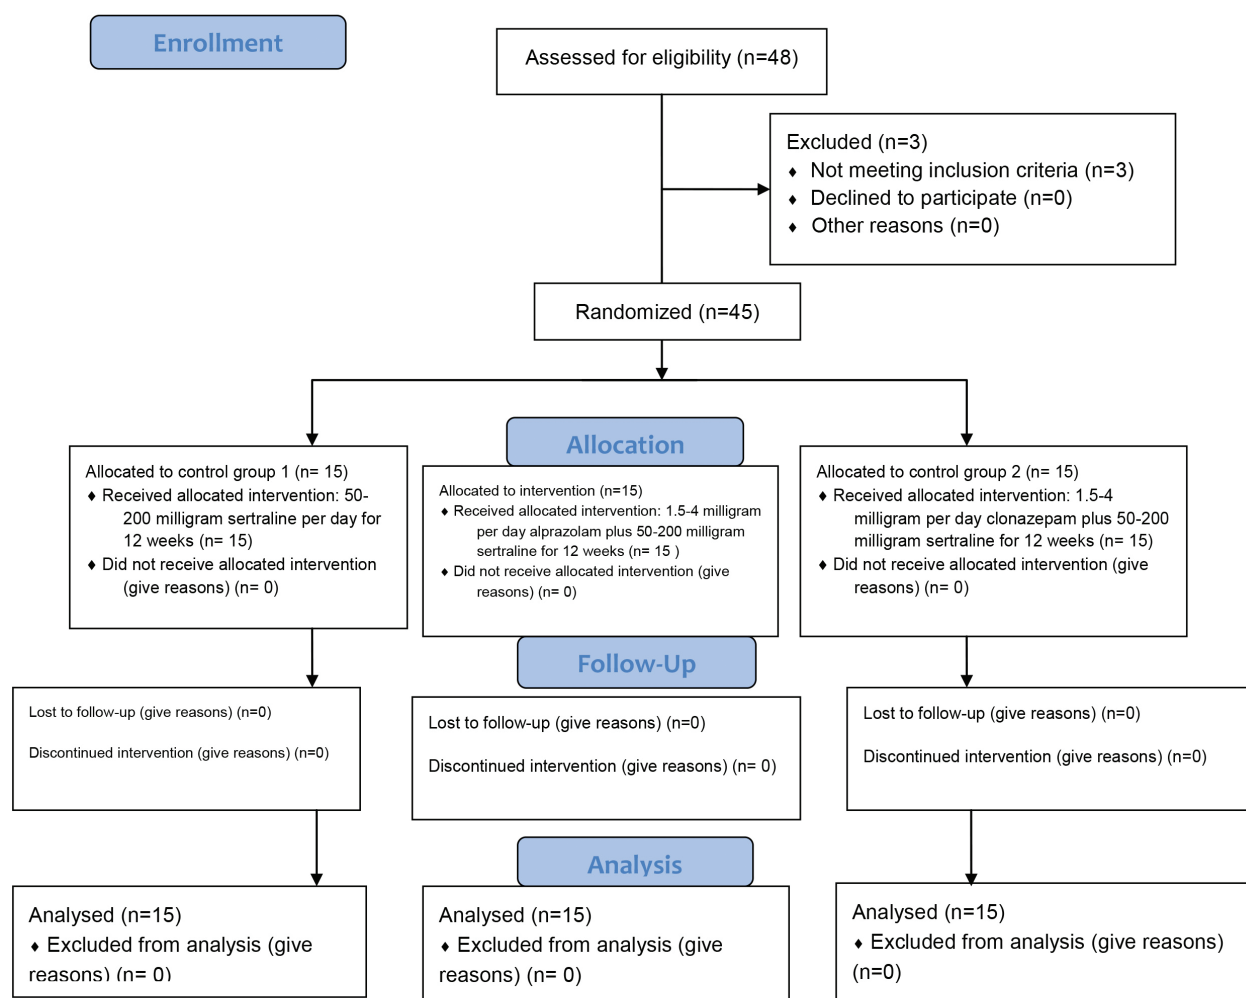 Enrollment
Assessed for eligibility (n=48)
Excluded (n=3)
♦ Not meeting inclusion criteria (n=3)
♦ Declined to participate (n=0)
♦ Other reasons (n=0)
Randomized (n=45)
Allocation
Allocated to control group 1 (n= 15)
♦ Received allocated intervention: 50-
200 milligram sertraline per day for
12 weeks (n= 15)
♦ Did not receive allocated intervention
(give reasons) (n= 0)
Allocated to intervention (n=15)
♦ Received allocated intervention: 1.5-4 milligram
per day alprazolam plus 50-200 milligram
sertraline for 12 weeks (n= 15 )
♦ Did not receive allocated intervention (give
reasons) (n= 0)
Allocated to control group 2 (n= 15)
♦ Received allocated intervention: 1.5-4
milligram per day clonazepam plus 50-200
milligram sertraline for 12 weeks (n= 15)
♦ Did not receive allocated intervention (give
reasons) (n= 0)
Follow-Up
Lost to follow-up (give reasons) (n=0)
Discontinued intervention (give reasons) (n=0)
Lost to follow-up (give reasons) (n=0)
Discontinued intervention (give reasons) (n= 0)
Lost to follow-up (give reasons) (n=0)
Discontinued intervention (give reasons) (n=0)
Analysis
Analysed (n=15)
♦ Excluded from analysis (give
reasons) (n= 0)
Analysed (n=15)
♦ Excluded from analysis (give
reasons) (n= 0)
Analysed (n=15)
♦ Excluded from analysis (give reasons)
(n=0)